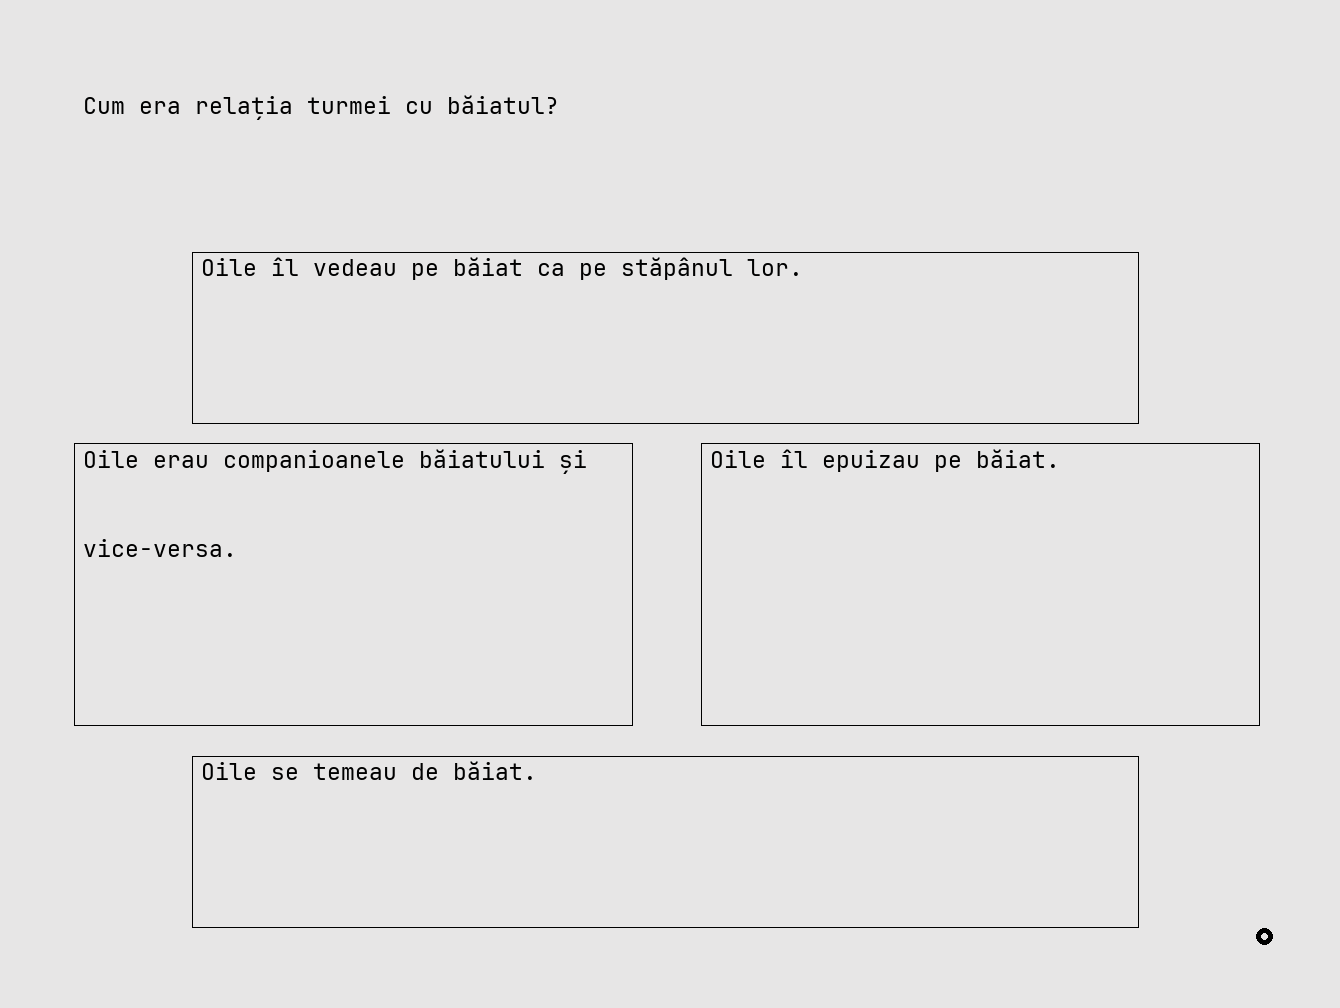 Cum era relația turmei cu băiatul?
Oile îl vedeau pe băiat ca pe stăpânul lor.
Oile erau companioanele băiatului și
vice-versa.
Oile îl epuizau pe băiat.
Oile se temeau de băiat.